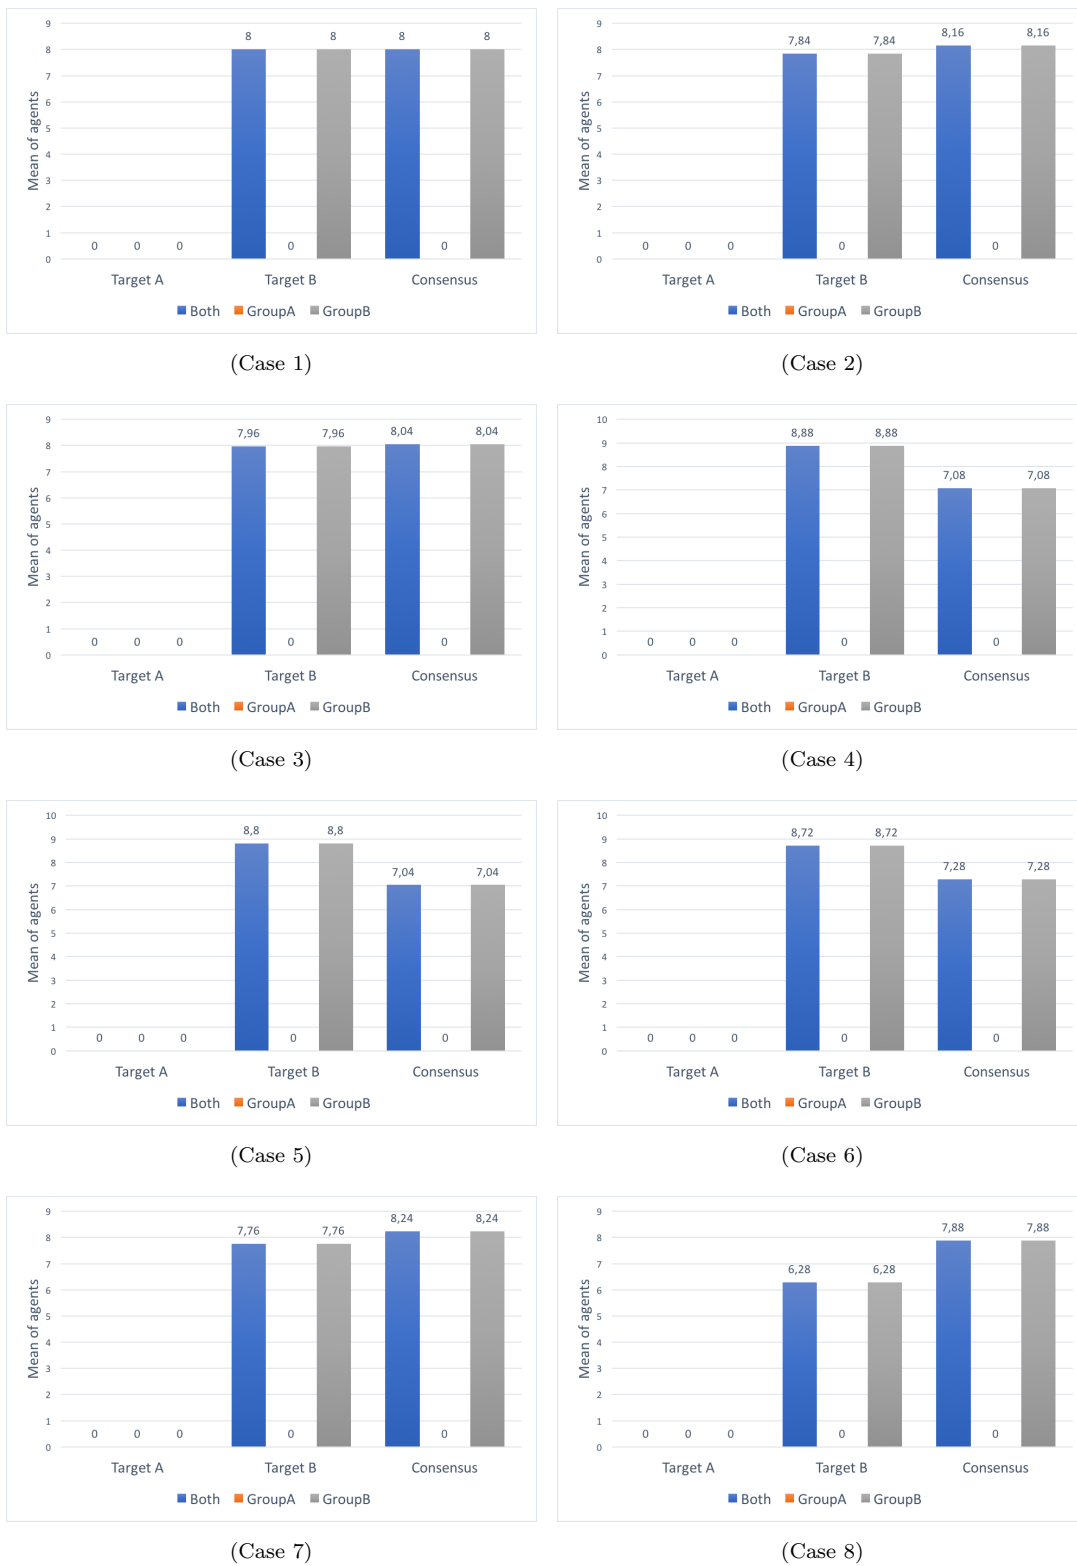 9
8
7
6
5
4
3
2
1
0
Mean of agents
0 0 0 8 0 8 8 0 8
Target A Target B Consensus
Both GroupA GroupB
(Case 1)
9
8
7
6
5
4
3
2
1
0
Mean of agents
0 0 0 7,84 0 7,84 8,16 0 8,16
Target A Target B Consensus
Both GroupA GroupB
(Case 2)
9
8
7
6
5
4
3
2
1
0
Mean of agents
0 0 0 7,96 0 7,96 8,04 0 8,04
Target A Target B Consensus
Both GroupA GroupB
(Case 3)
10
9
8
7
6
5
4
3
2
1
0
Mean of agents
0 0 0 8,88 0 8,88 7,08 0 7,08
Target A Target B Consensus
Both GroupA GroupB
(Case 4)
10
9
8
7
6
5
4
3
2
1
0
Mean of agents
0 0 0 8,8 0 8,8 7,04 0 7,04
Target A Target B Consensus
Both GroupA GroupB
(Case 5)
10
9
8
7
6
5
4
3
2
1
0
Mean of agents
0 0 0 8,72 0 8,72 7,28 0 7,28
Target A Target B Consensus
Both GroupA GroupB
(Case 6)
9
8
7
6
5
4
3
2
1
0
Mean of agents
0 0 0 7,76 0 7,76 8,24 0 8,24
Target A Target B Consensus
Both GroupA GroupB
(Case 7)
9
8
7
6
5
4
3
2
1
0
Mean of agents
0 0 0 6,28 0 6,28 7,88 0 7,88
Target A Target B Consensus
Both GroupA GroupB
(Case 8)